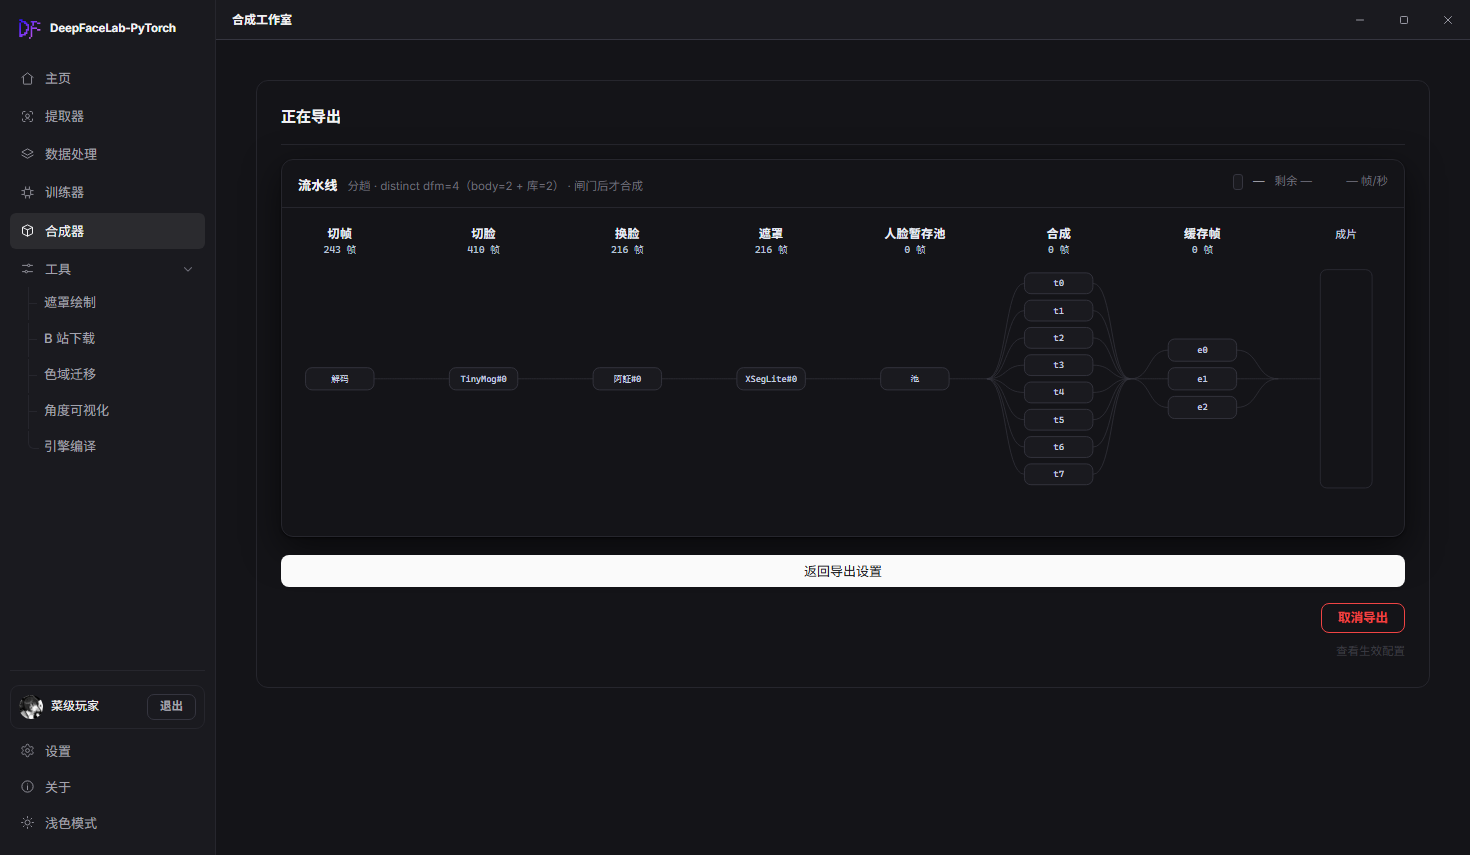 DeepFaceLab-PyTorch
主页
提取器
数据处理
训练器
合成器
工具
遮罩绘制
B 站下载
色域迁移
角度可视化
引擎编译
菜级玩家
退出
设置
关于
浅色模式
合成工作室
正在导出
流水线 分趟 · distinct dfm=4（body=2 + 库=2） · 闸门后才合成
— 剩余 — — 帧/秒
切帧 切脸 换脸 遮罩 人脸暂存池 合成 缓存帧 成片
243 帧 410 帧 216 帧 216 帧 0 帧 0 帧 0 帧
解码
TinyMog#0
XSegLite#0
池
t0
t1
t2
t3
t4
t5
t6
t7
e0
e1
e2
返回导出设置
取消导出
查看生效配置